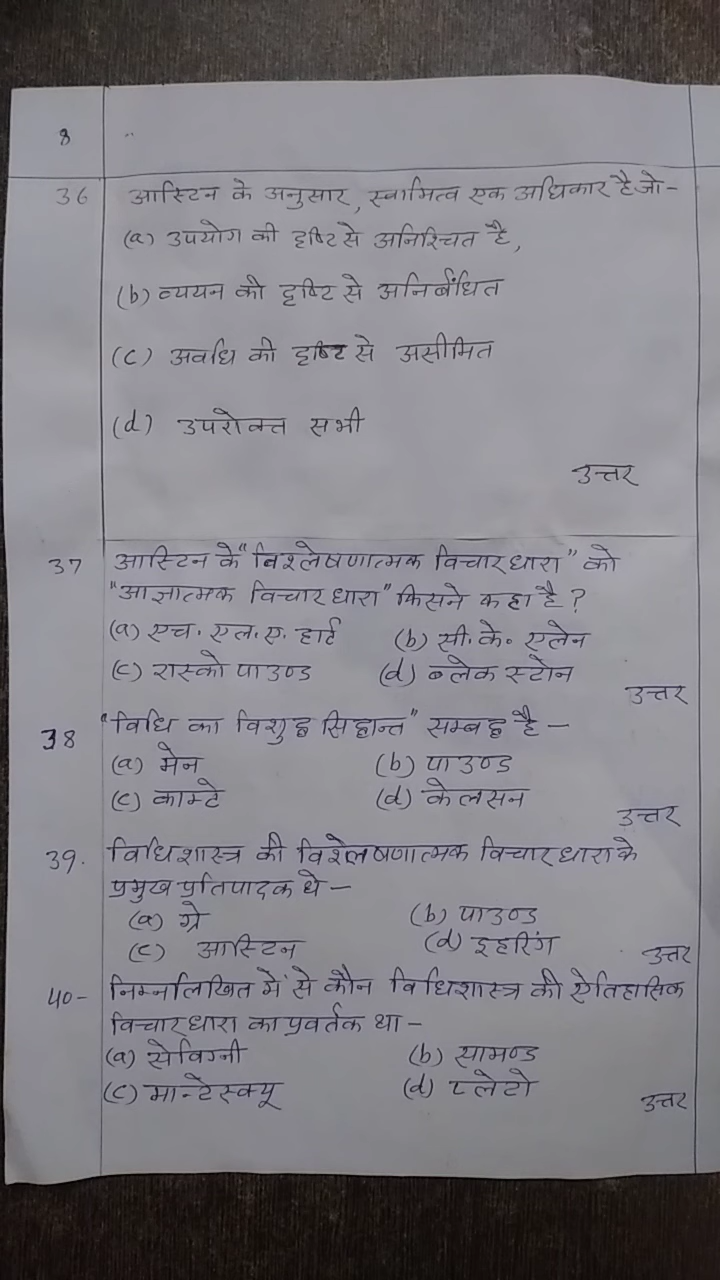 8
36 आस्टिन के अनुसार, स्वामित्व एक अधिकार है जो -
(a) उपयोग की दृष्टि से अनिश्चित है,
(b) व्ययन की दृष्टि से अनिर्बंधित
(c) अवधि की दृष्टि से असीमित
(d) उपरोक्त सभी
उत्तर
37 आस्टिन के "विश्लेषणात्मक विचारधारा" को
"आज्ञात्मक विचारधारा" किसने कहा है ?
(a) एच. एल. ए. हार्ट (b) सी. के. एलेन
(c) रास्को पाउण्ड (d) ब्लेक स्टोन
उत्तर
38 "विधि का विशुद्ध सिद्धान्त" सम्बद्ध है -
(a) मेन (b) पाउण्ड
(c) काम्टे (d) केलसन
उत्तर
39. विधिशास्त्र की विश्लेषणात्मक विचारधारा के
प्रमुख प्रतिपादक थे -
(a) ग्रे (b) पाउण्ड
(c) आस्टिन (d) इहरिंग उत्तर
40- निम्नलिखित में से कौन विधिशास्त्र की ऐतिहासिक
विचारधारा का प्रवर्तक था -
(a) सेविग्नी (b) सामण्ड
(c) मान्टेस्क्यू (d) प्लेटो उत्तर